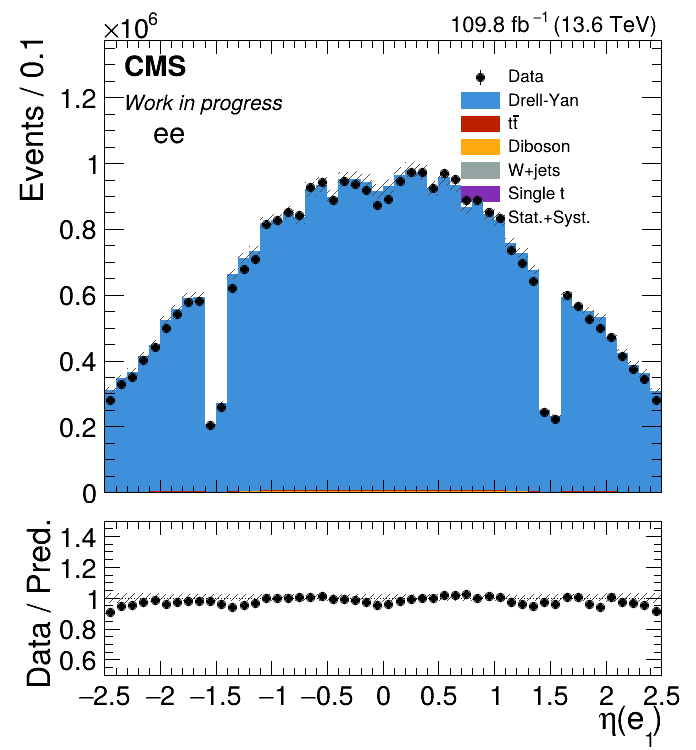 ×10⁶
109.8 fb⁻¹ (13.6 TeV)
CMS
Work in progress
ee
Data
Drell-Yan
tt̄
Diboson
W+jets
Single t
Stat.+Syst.
Events / 0.1
1.2
1
0.8
0.6
0.4
0.2
0
Data / Pred.
1.4
1.2
1
0.8
0.6
−2.5 −2 −1.5 −1 −0.5 0 0.5 1 1.5 2 2.5
η(e₁)